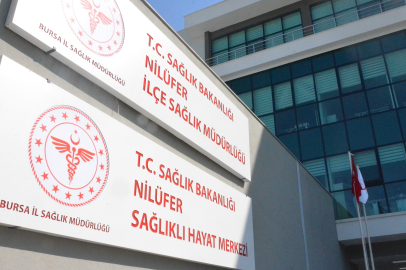 T.C. SAĞLIK BAKANLIĞI
NİLÜFER
İLÇE SAĞLIK MÜDÜRLÜĞÜ
BURSA İL SAĞLIK MÜDÜRLÜĞÜ
T.C. SAĞLIK BAKANLIĞI
NİLÜFER
SAĞLIKLI HAYAT MERKEZİ
BURSA İL SAĞLIK MÜDÜRLÜĞÜ